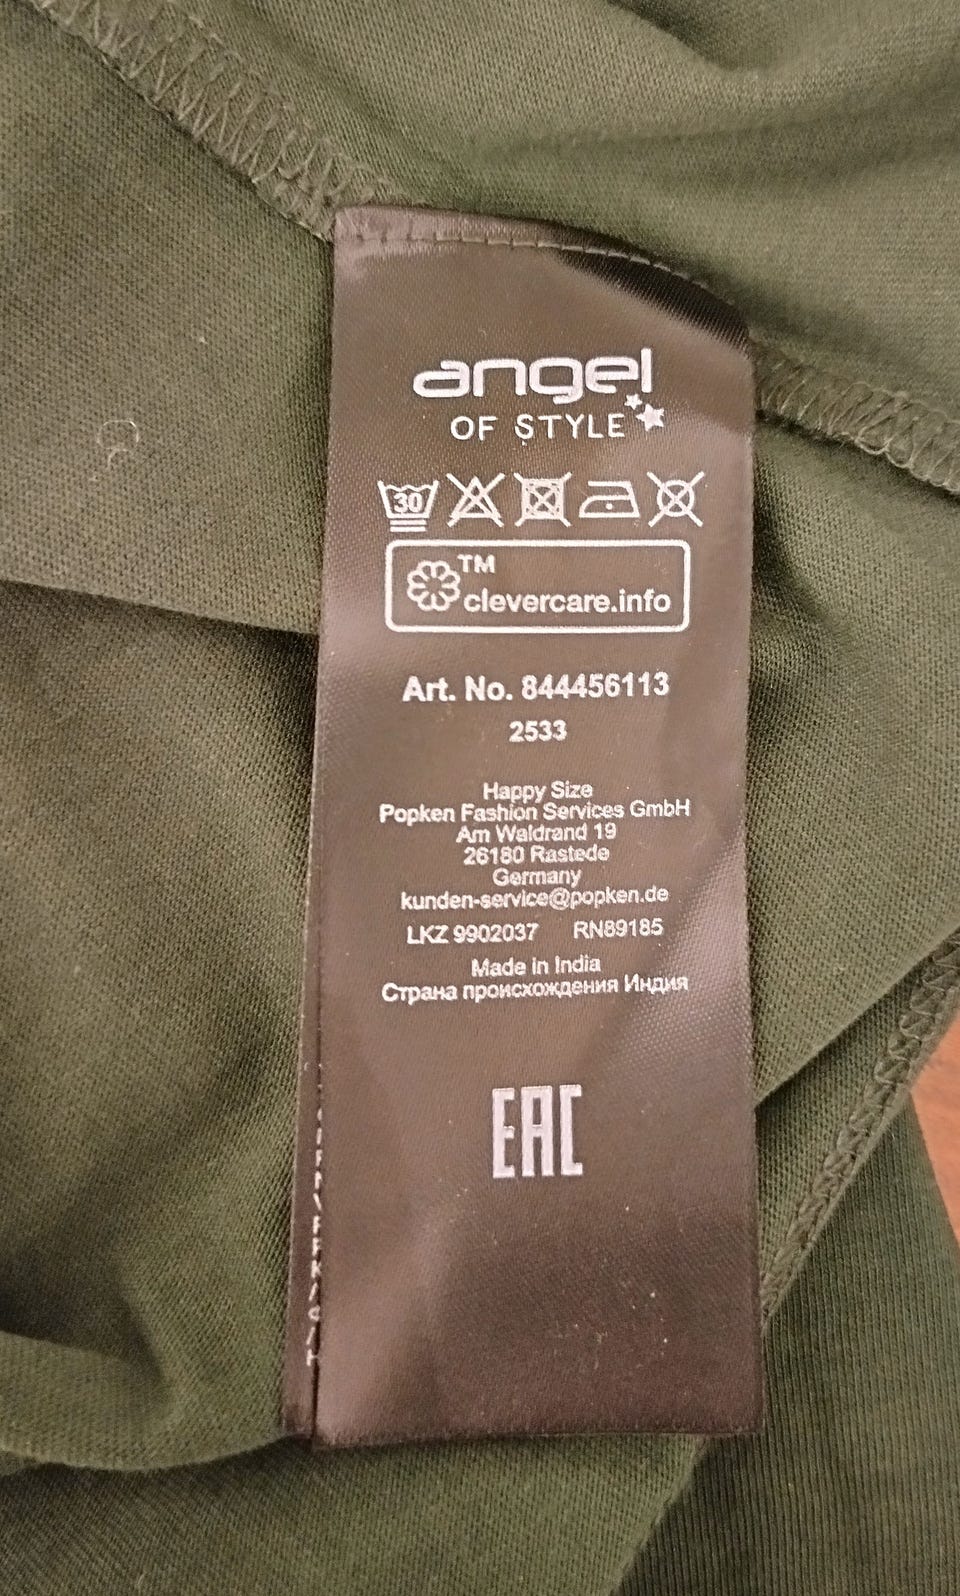 angel
OF STYLE
30
TM
clevercare.info
Art. No. 844456113
2533
Happy Size
Popken Fashion Services GmbH
Am Waldrand 19
26180 Rastede
Germany
kunden-service@popken.de
LKZ 9902037 RN89185
Made in India
Страна происхождения Индия
EAC